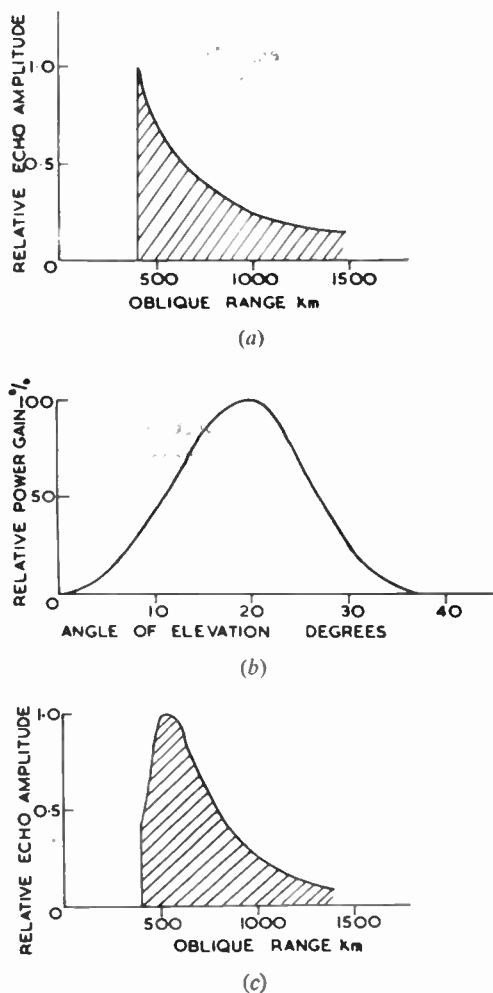 RELATIVE ECHO AMPLITUDE
1·0
0·5
0
500
1000
1500
OBLIQUE RANGE Km
(a)
RELATIVE POWER GAIN–%
100
50
0
10
20
30
40
ANGLE OF ELEVATION DEGREES
(b)
RELATIVE ECHO AMPLITUDE
1·0
0·5
0
500
1000
1500
OBLIQUE RANGE Km
(c)